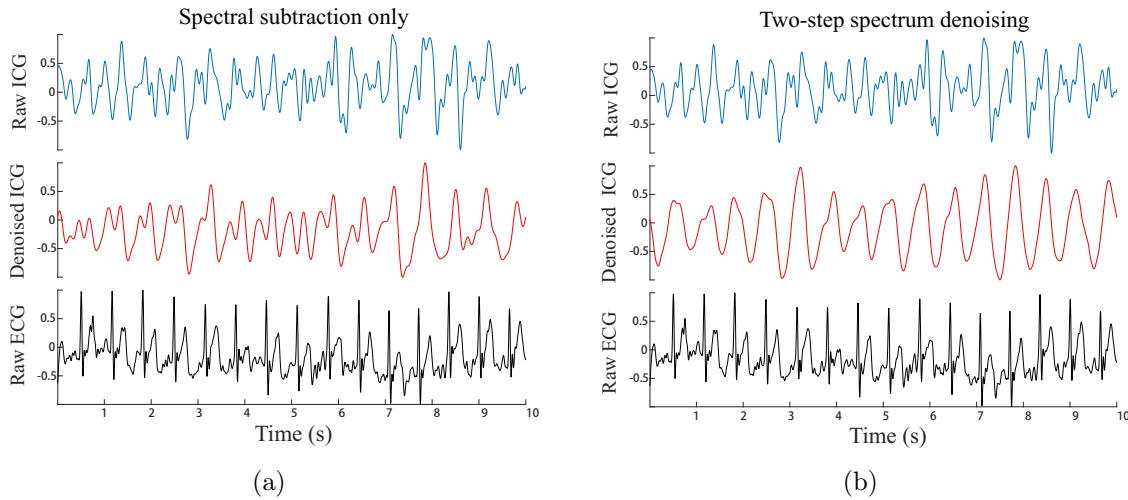 Spectral subtraction only
Raw ICG
0.5
0
-0.5
Denoised ICG
0.5
0
-0.5
Raw ECG
0.5
0
-0.5
1 2 3 4 5 6 7 8 9 10
Time (s)
(a)
Two-step spectrum denoising
Raw ICG
0.5
0
-0.5
Denoised ICG
0.5
0
-0.5
Raw ECG
0.5
0
-0.5
1 2 3 4 5 6 7 8 9 10
Time (s)
(b)